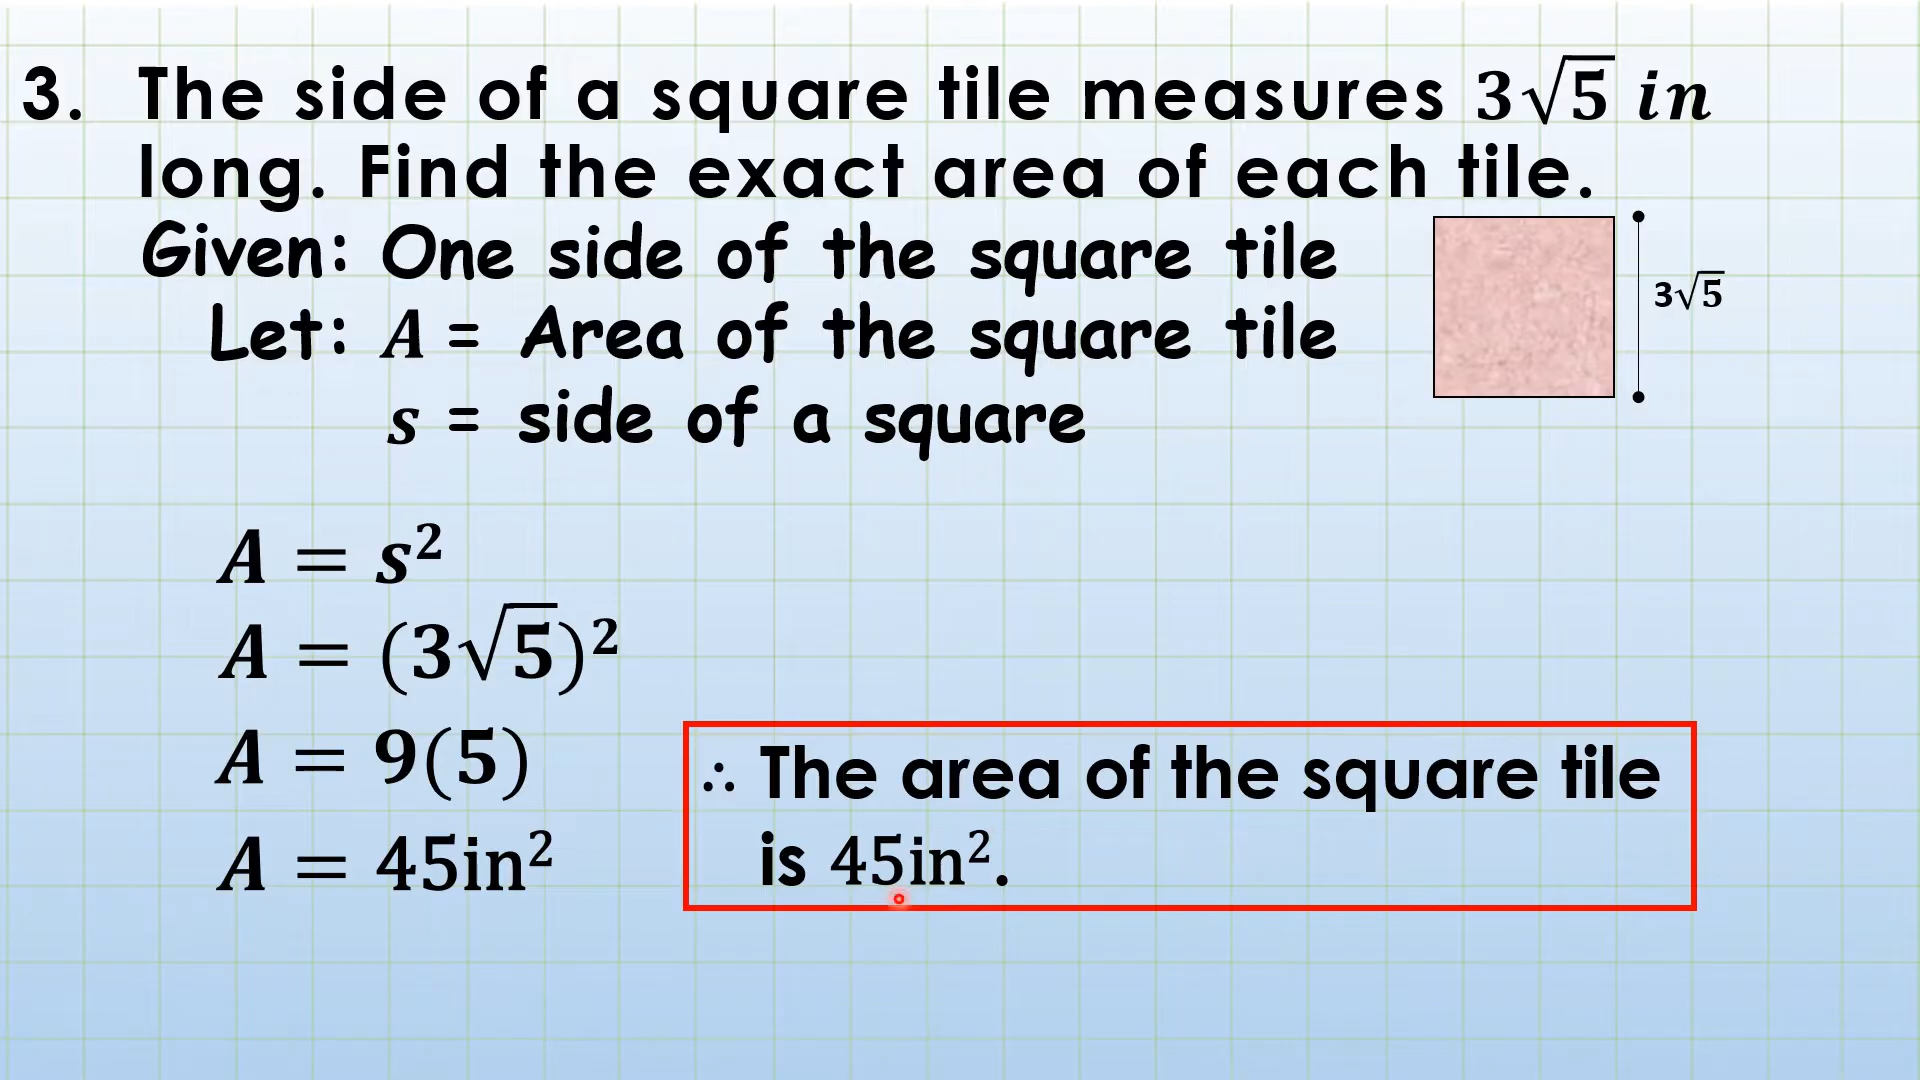 3. The side of a square tile measures 3√5 in
long. Find the exact area of each tile.
Given: One side of the square tile
Let: A = Area of the square tile
s = side of a square
3√5
A = s²
A = (3√5)²
A = 9(5)
A = 45in²
∴ The area of the square tile
is 45in².